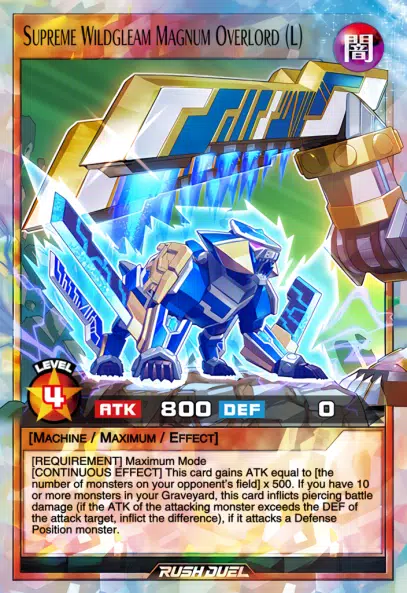 Supreme Wildgleam Magnum Overlord (L)
闇
LEVEL
4
ATK 800 DEF 0
[Machine / Maximum / Effect]
[REQUIREMENT] Maximum Mode
[CONTINUOUS EFFECT] This card gains ATK equal to [the
number of monsters on your opponent's field] x 500. If you have 10
or more monsters in your Graveyard, this card inflicts piercing battle
damage (if the ATK of the attacking monster exceeds the DEF of
the attack target, inflict the difference), if it attacks a Defense
Position monster.
RUSH DUEL